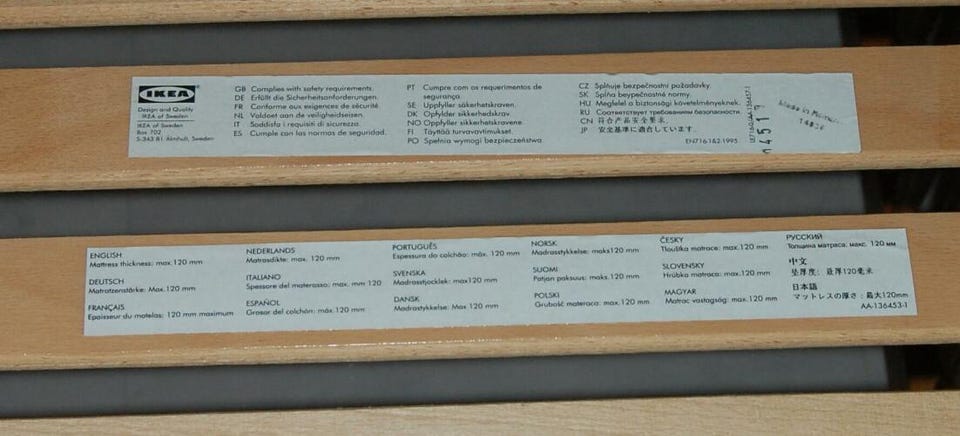 IKEA
Design and Quality
IKEA of Sweden
IKEA of Sweden
Box 702
S-343 81 Älmhult, Sweden
GB Complies with safety requirements.
DE Erfüllt die Sicherheitsanforderungen.
FR Conforme aux exigences de sécurité.
NL Voldoet aan de veiligheidseisen.
IT Soddisfa i requisiti di sicurezza.
ES Cumple con las normas de seguridad.
PT Cumpre com os requerimentos de
segurança.
SE Uppfyller säkerhetskraven.
DK Opfylder sikkerhetskravene.
NO Oppfyller sikkerhetskravene.
FI Täyttää turvavaatimukset.
PO Spełnia wymogi bezpieczeństwa.
CZ Splňuje bezpečnostní požadavky.
SK Spĺňa beypečnostné normy.
HU Megfelel a biztonsági követelményeknek.
RU Соответствует требованиям безопасности.
CN 符合产品安全要求.
JP 安全基準に適合しています.
EN716-1&2:1995
Made in
ENGLISH
Mattress thickness: max.120 mm
DEUTSCH
Matratzenstärke: Max.120 mm
FRANÇAIS
Epaisseur du matelas: 120 mm maximum
NEDERLANDS
Matrasdikte: max. 120 mm
ITALIANO
Spessore del materasso: max.120 mm 120
ESPAÑOL
Grosor del colchón: máx.120 mm
PORTUGUÊS
Espessura do colchão: máx.120 mm
SVENSKA
Madrasstjocklek: max120 mm
DANSK
Madrastykkelse: Max 120 mm
NORSK
Madrasstykkelse: maks120 mm
SUOMI
Patjan paksuus: maks.120 mm
POLSKI
Grubość materaca: max.120 mm
ČESKY
Tloušťka matrace: max.120 mm
SLOVENSKY
Hrúbka matraca: max.120 mm
MAGYAR
Matrac vastagság: max.120 mm
РУССКИЙ
Толщина матраса: макс. 120 мм
中文
垫厚度: 最厚120毫米
日本語
マットレスの厚さ：最大120mm
AA-136453-1